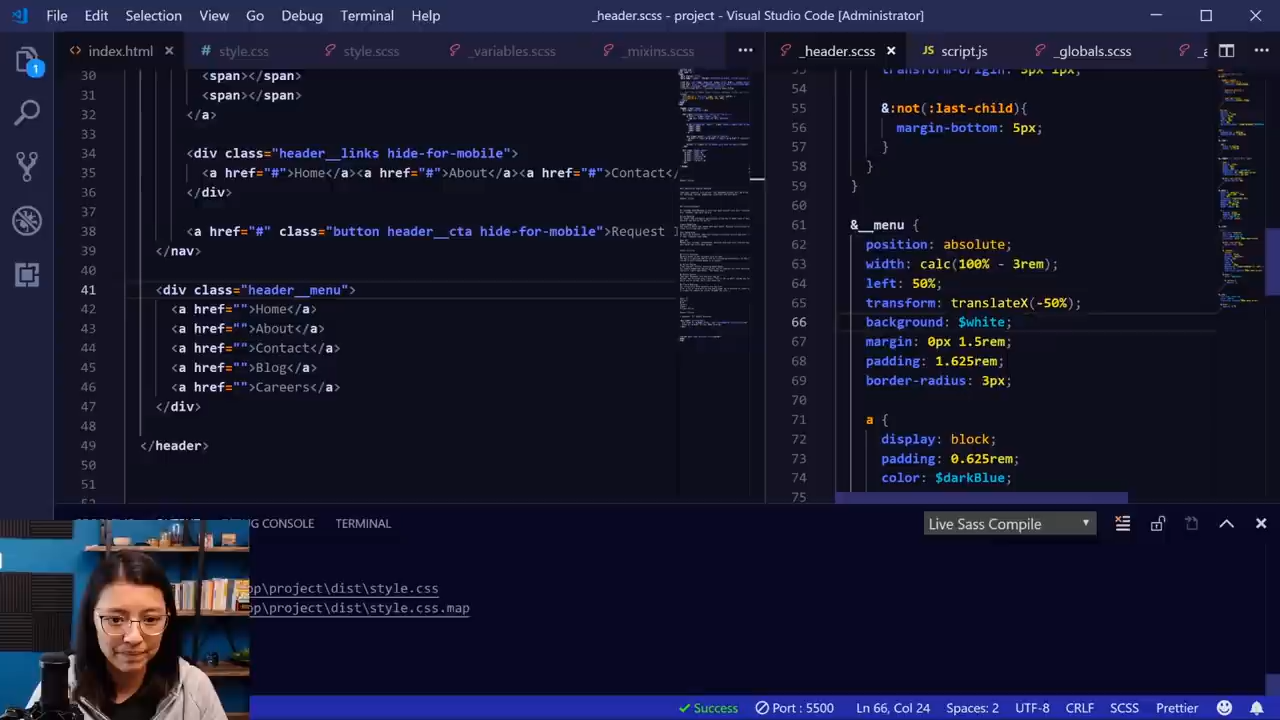 File Edit Selection View Go Debug Terminal Help
_header.scss - project - Visual Studio Code [Administrator]
index.html style.css style.scss _variables.scss _mixins.scss
30 <span></span>
31 <span></span>
32 </a>
33
34 <div class="header__links hide-for-mobile">
35 <a href="#">Home</a><a href="#">About</a><a href="#">Contact</
36 </div>
37
38 <a href="#" class="button header__cta hide-for-mobile">Request
39 </nav>
40
41 <div class="header__menu">
42 <a href="">Home</a>
43 <a href="">About</a>
44 <a href="">Contact</a>
45 <a href="">Blog</a>
46 <a href="">Careers</a>
47 </div>
48
49 </header>
50
51
_header.scss script.js _globals.scss
transform-origin: 3px 1px;
54
55 &:not(:last-child){
56 margin-bottom: 5px;
57 }
58 }
59 }
60
61 &__menu {
62 position: absolute;
63 width: calc(100% - 3rem);
64 left: 50%;
65 transform: translateX(-50%);
66 background: $white;
67 margin: 0px 1.5rem;
68 padding: 1.625rem;
69 border-radius: 3px;
70
71 a {
72 display: block;
73 padding: 0.625rem;
74 color: $darkBlue;
75
CONSOLE TERMINAL
Live Sass Compile
\project\dist\style.css
\project\dist\style.css.map
Success Port : 5500 Ln 66, Col 24 Spaces: 2 UTF-8 CRLF SCSS Prettier
1